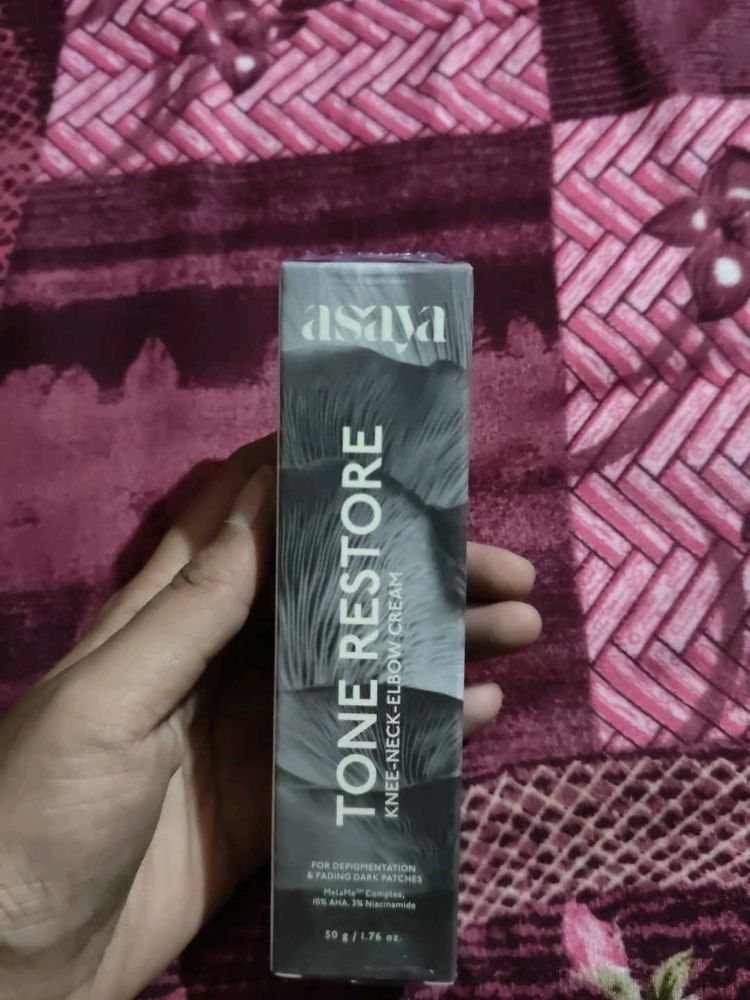 asaya
TONE RESTORE
KNEE-NECK-ELBOW CREAM
FOR DEPIGMENTATION
& FADING DARK PATCHES
MelaMe™ Complex,
10% AHA, 3% Niacinamide
50 g / 1.76 oz.